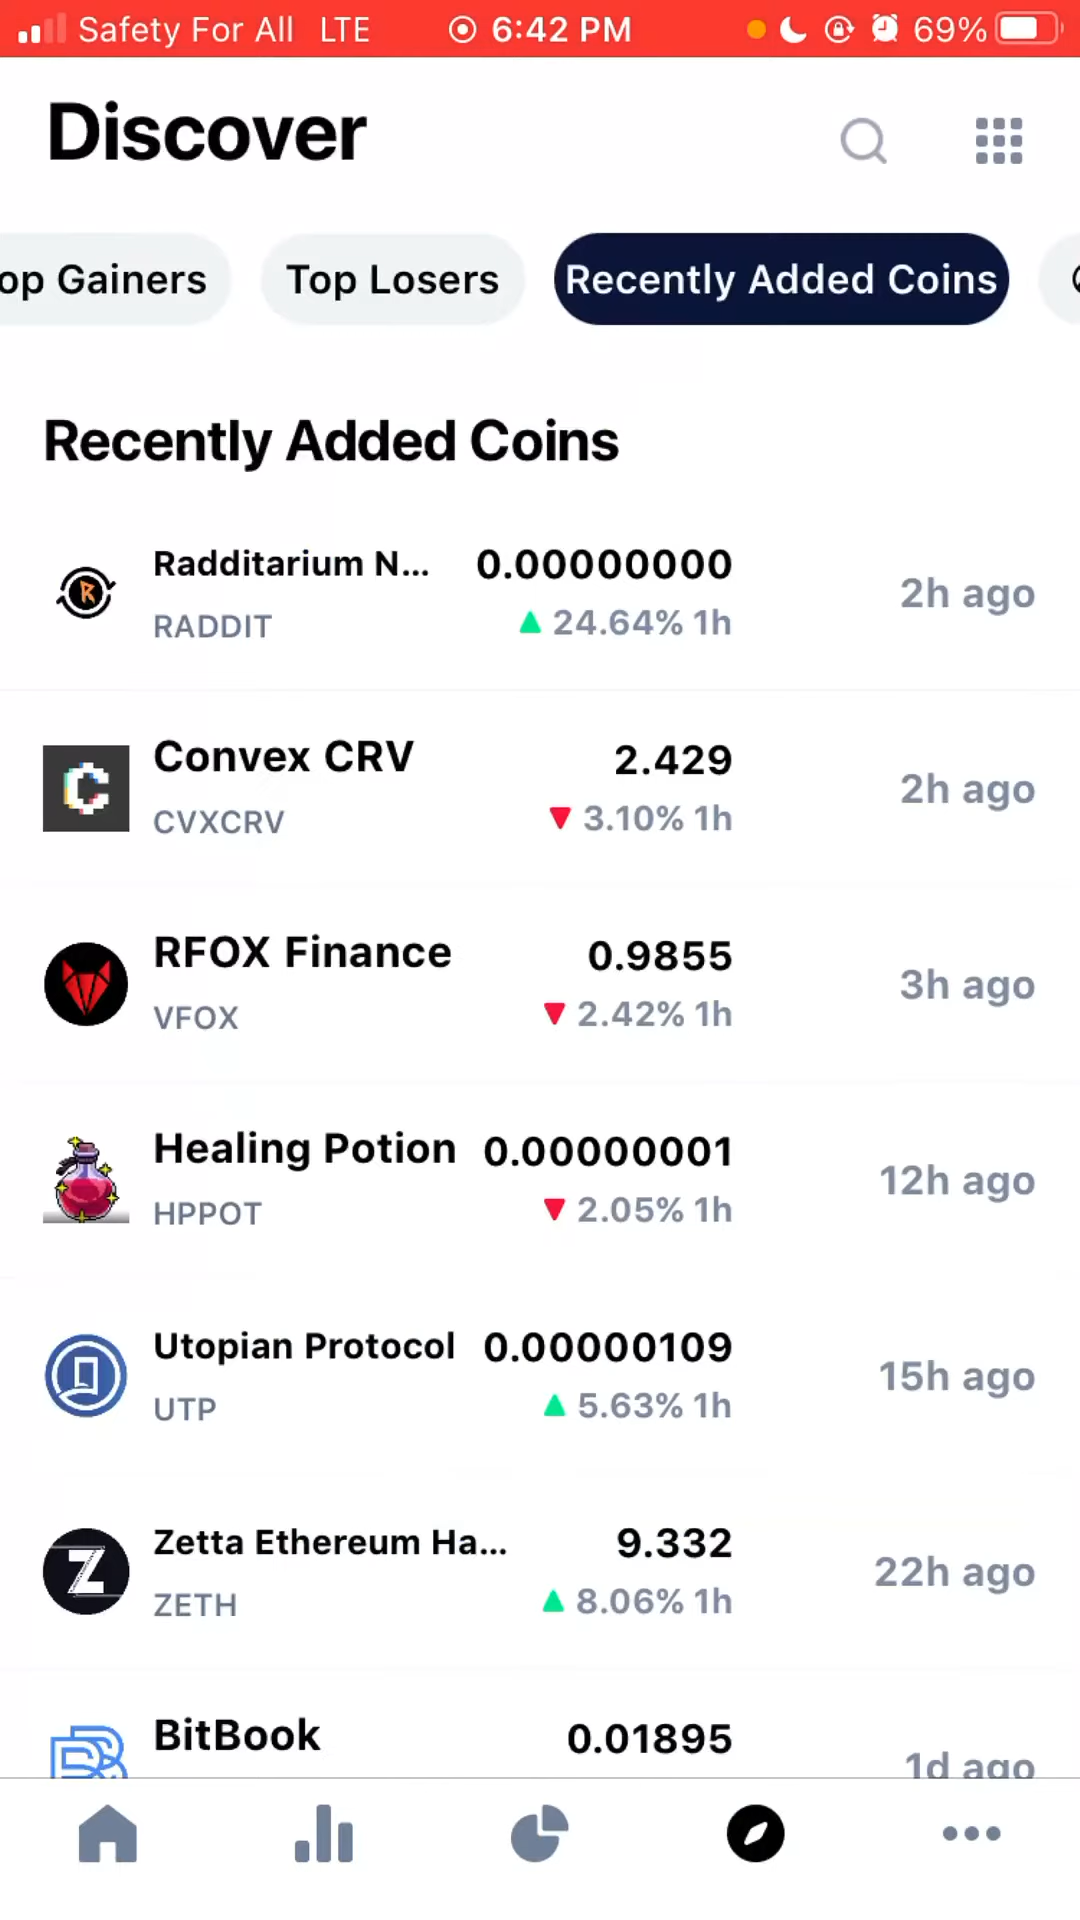 Safety For All LTE 6:42 PM 69%
Discover
op Gainers Top Losers Recently Added Coins
Recently Added Coins
Radditarium N... 0.00000000 2h ago
RADDIT 24.64% 1h
Convex CRV 2.429 2h ago
CVXCRV 3.10% 1h
RFOX Finance 0.9855 3h ago
VFOX 2.42% 1h
Healing Potion 0.00000001 12h ago
HPPOT 2.05% 1h
Utopian Protocol 0.00000109 15h ago
UTP 5.63% 1h
Zetta Ethereum Ha... 9.332 22h ago
ZETH 8.06% 1h
BitBook 0.01895 1d ago